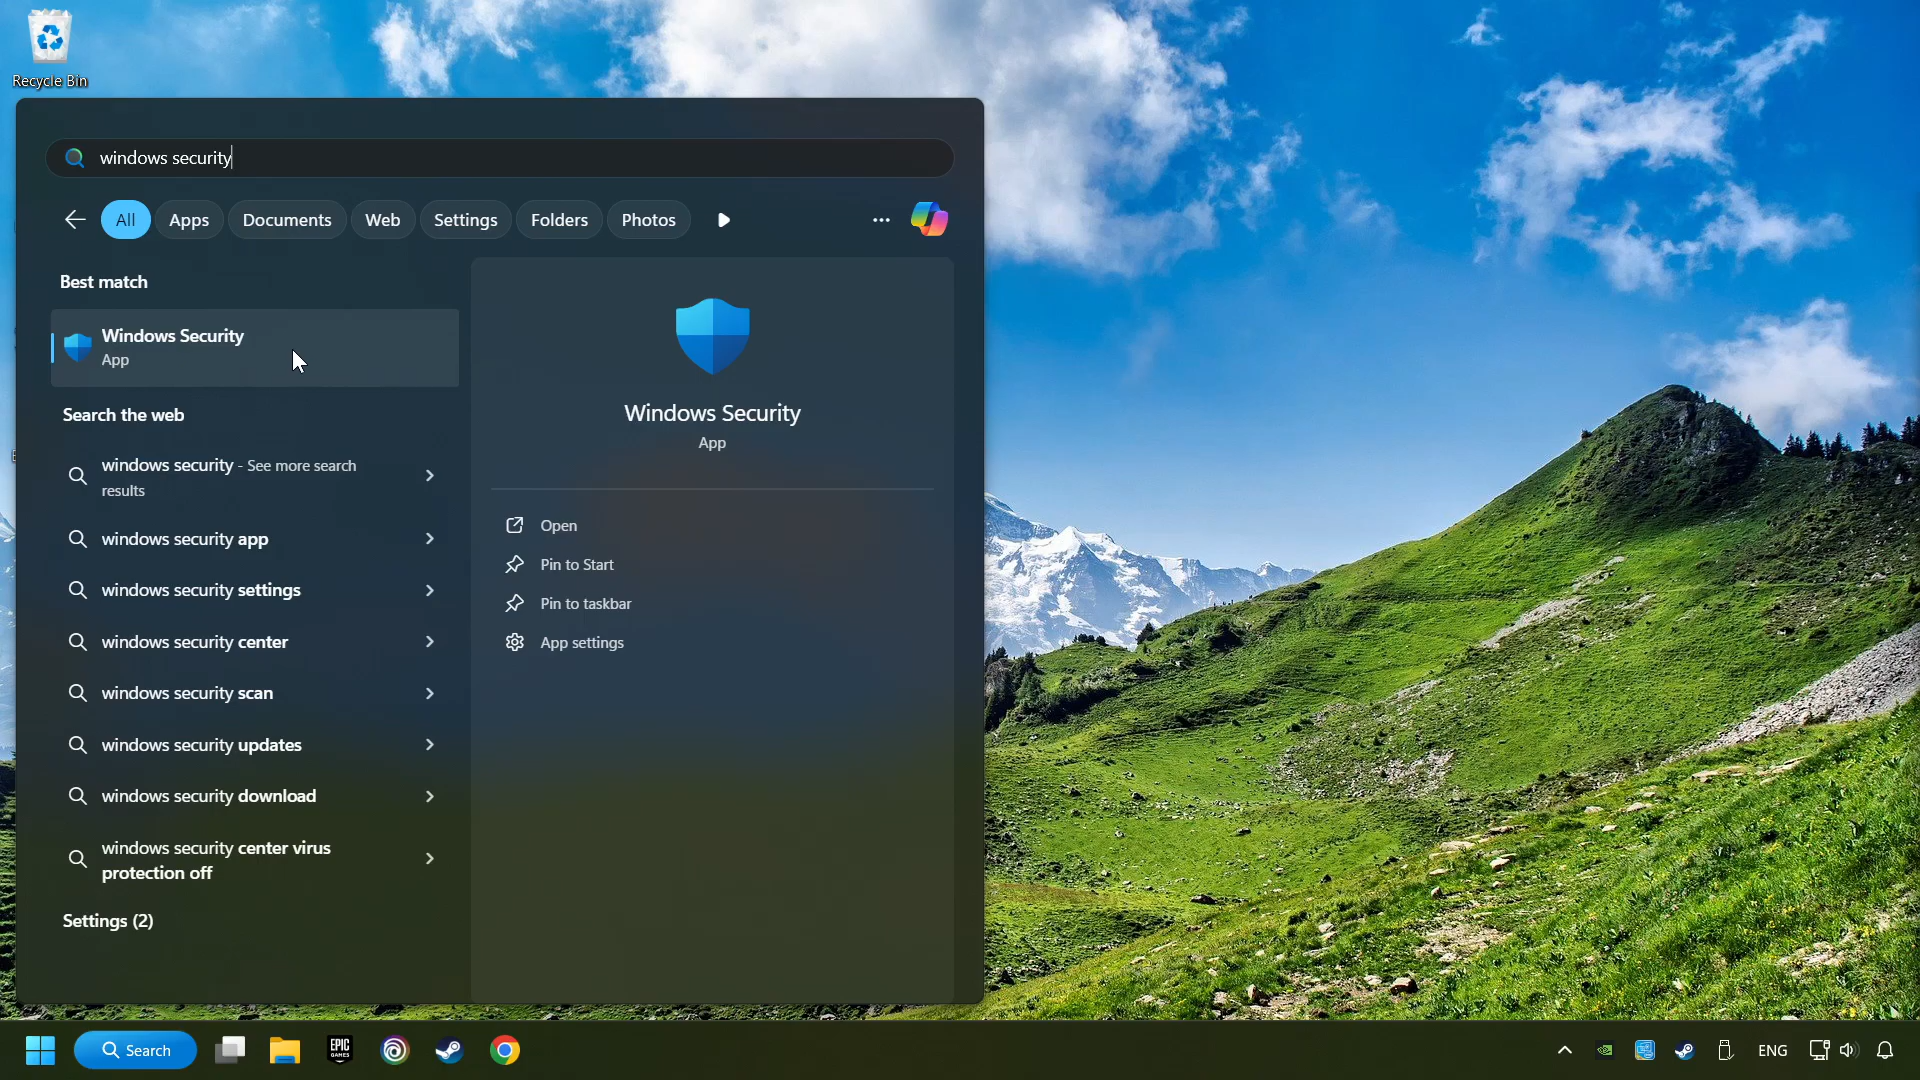 Recycle Bin
windows security
All
Apps
Documents
Web
Settings
Folders
Photos
Best match
Windows Security
App
Search the web
windows security - See more search
results
windows security app
windows security settings
windows security center
windows security scan
windows security updates
windows security download
windows security center virus
protection off
Settings (2)
Windows Security
App
Open
Pin to Start
Pin to taskbar
App settings
Search
EPIC
GAMES
ENG